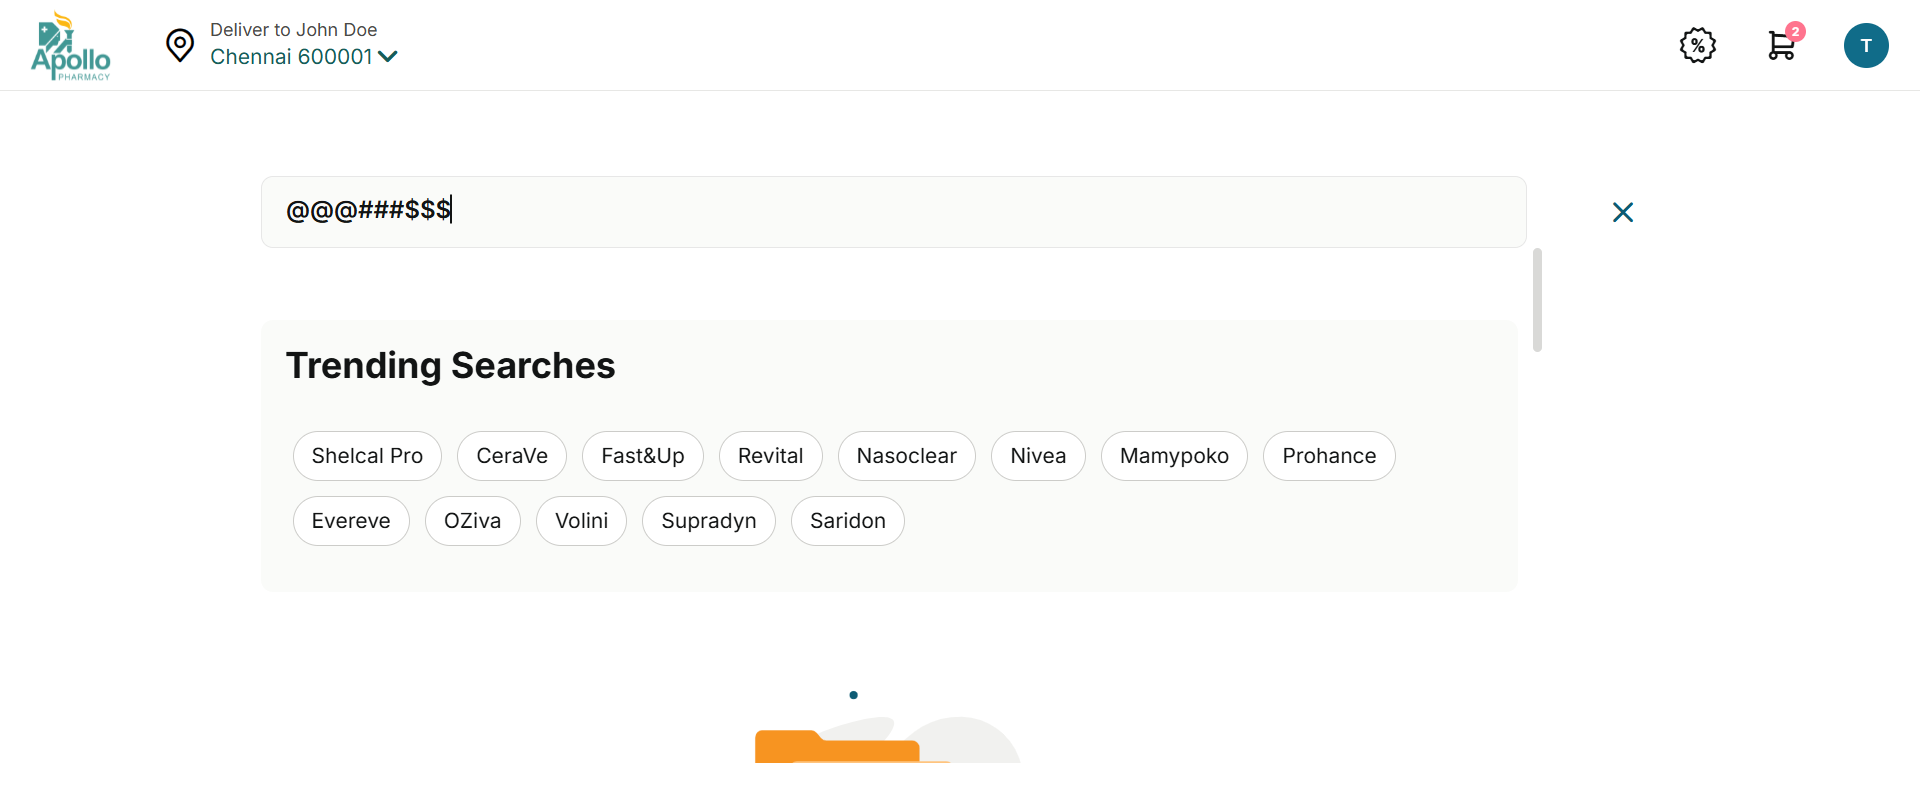 Apollo
PHARMACY
Deliver to John Doe
Chennai 600001
%
2
T
@@@###$$$
Trending Searches
Shelcal Pro CeraVe Fast&Up Revital Nasoclear Nivea Mamypoko Prohance
Evereve OZiva Volini Supradyn Saridon